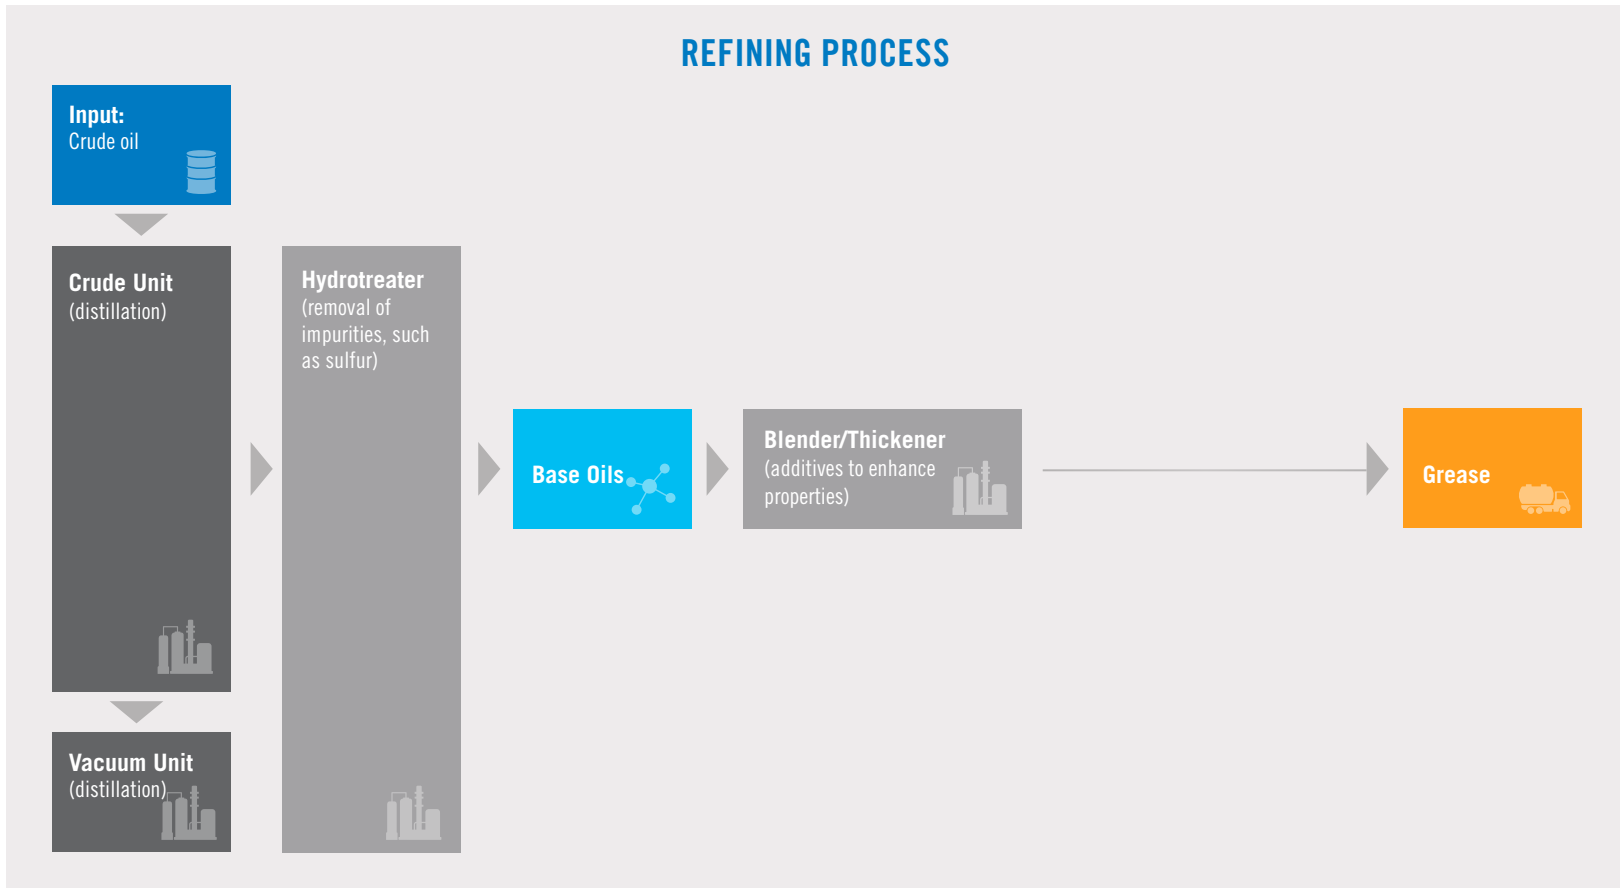 REFINING PROCESS
Input:
Crude oil
Crude Unit
(distillation)
Vacuum Unit
(distillation)
Hydrotreater
(removal of
impurities, such
as sulfur)
Base Oils
Blender/Thickener
(additives to enhance
properties)
Grease